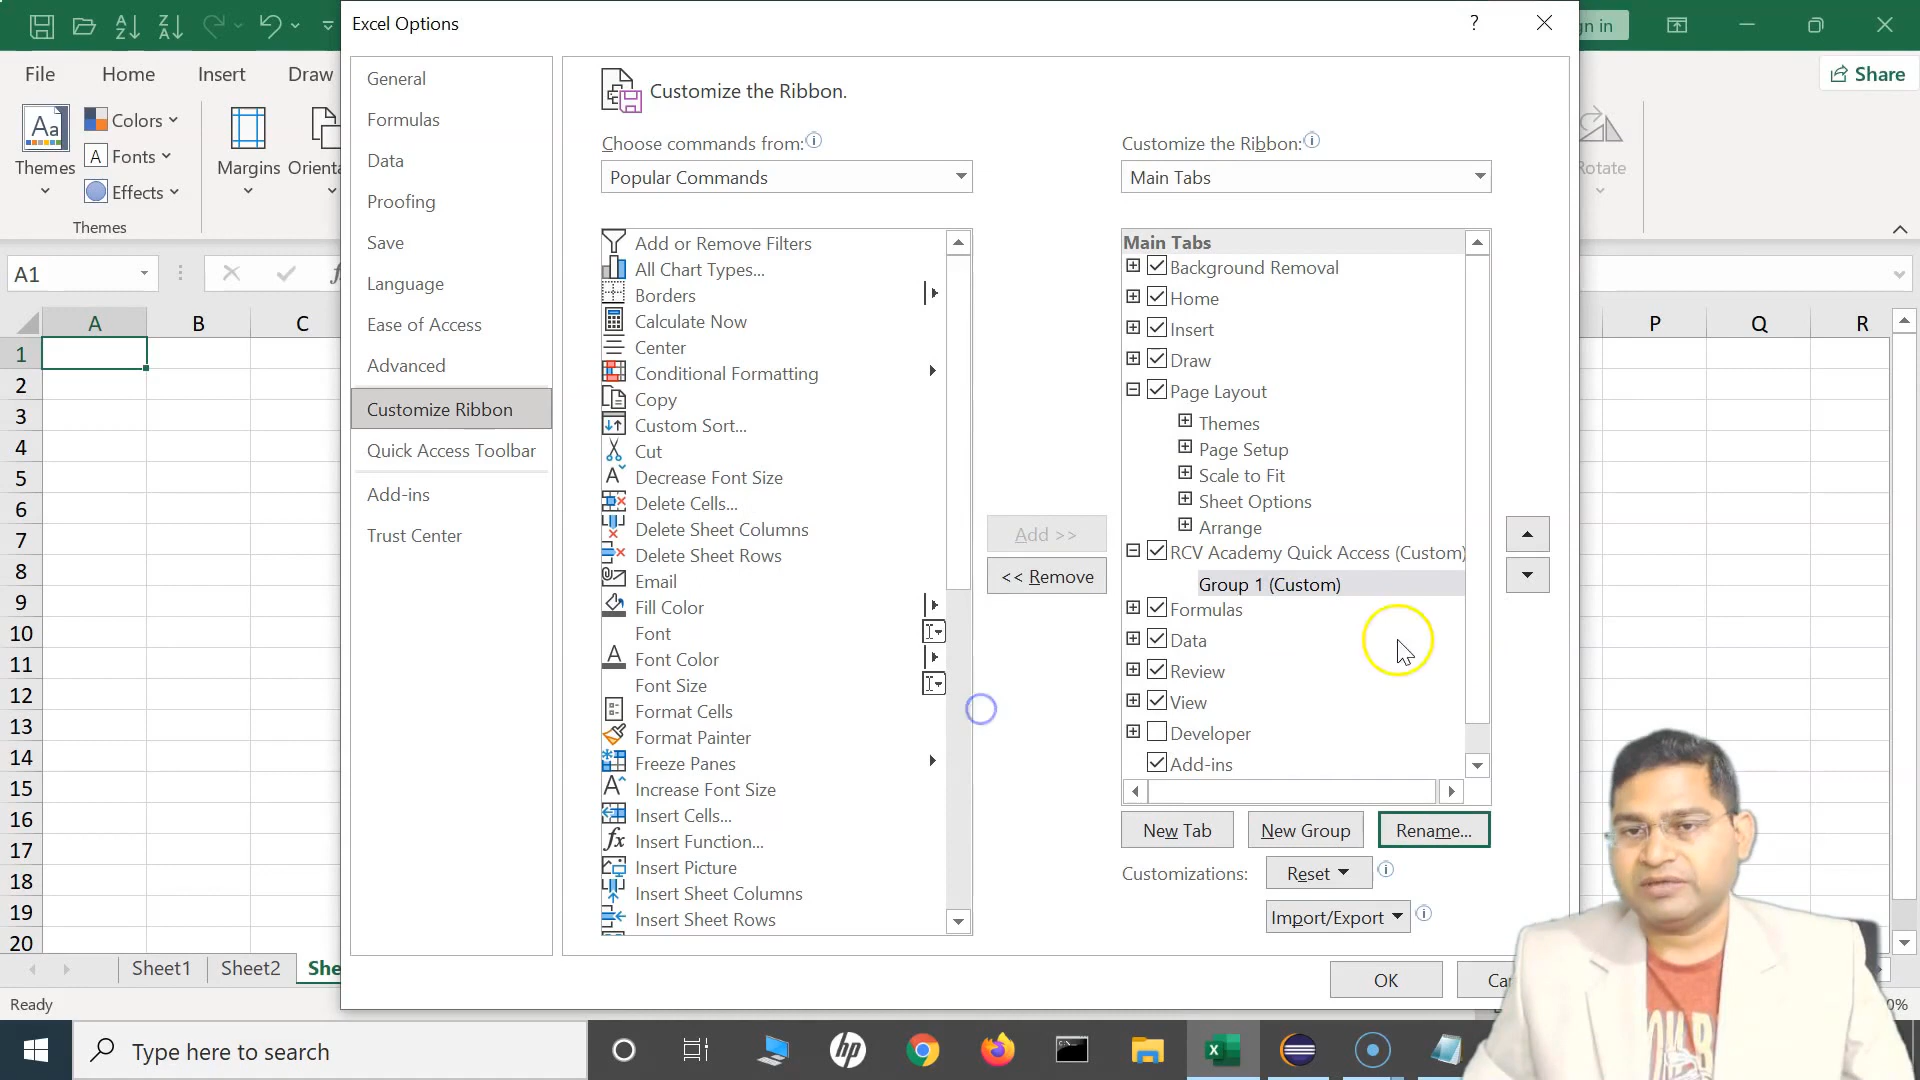 Excel Options
?
n in
File
Home
Insert
Draw
Share
Themes
Colors
Fonts
Effects
Margins
Orienta
Themes
Rotate
A1
A
B
C
P
Q
R
1
2
3
4
5
6
7
8
9
10
11
12
13
14
15
16
17
18
19
20
General
Formulas
Data
Proofing
Save
Language
Ease of Access
Advanced
Customize Ribbon
Quick Access Toolbar
Add-ins
Trust Center
Customize the Ribbon.
Choose commands from:
Popular Commands
Add or Remove Filters
All Chart Types...
Borders
Calculate Now
Center
Conditional Formatting
Copy
Custom Sort...
Cut
Decrease Font Size
Delete Cells...
Delete Sheet Columns
Delete Sheet Rows
Email
Fill Color
Font
Font Color
Font Size
Format Cells
Format Painter
Freeze Panes
Increase Font Size
Insert Cells...
Insert Function...
Insert Picture
Insert Sheet Columns
Insert Sheet Rows
Add >>
<< Remove
Customize the Ribbon:
Main Tabs
Main Tabs
Background Removal
Home
Insert
Draw
Page Layout
Themes
Page Setup
Scale to Fit
Sheet Options
Arrange
RCV Academy Quick Access (Custom)
Group 1 (Custom)
Formulas
Data
Review
View
Developer
Add-ins
New Tab
New Group
Rename...
Customizations:
Reset
Import/Export
OK
Ca
Sheet1
Sheet2
She
Ready
0%
Type here to search
hp